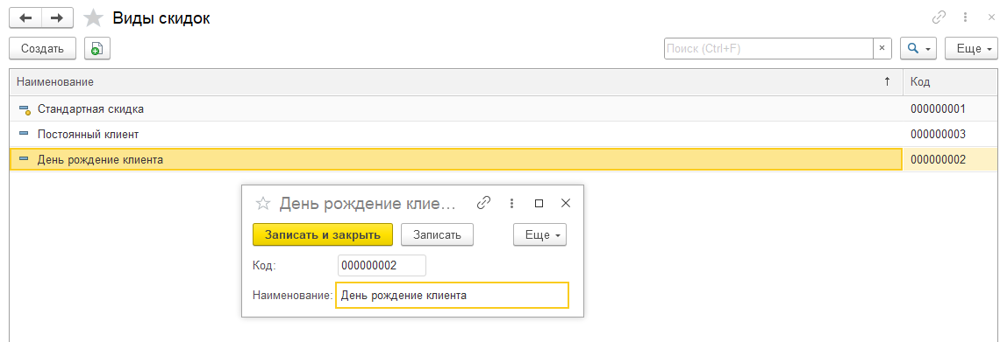 Виды скидок
Создать Поиск (Ctrl+F) × Еще
Наименование ↑ Код
Стандартная скидка 000000001
Постоянный клиент 000000003
День рождение клиента 000000002
День рождение клие...
Записать и закрыть Записать Еще
Код: 000000002
Наименование: День рождение клиента